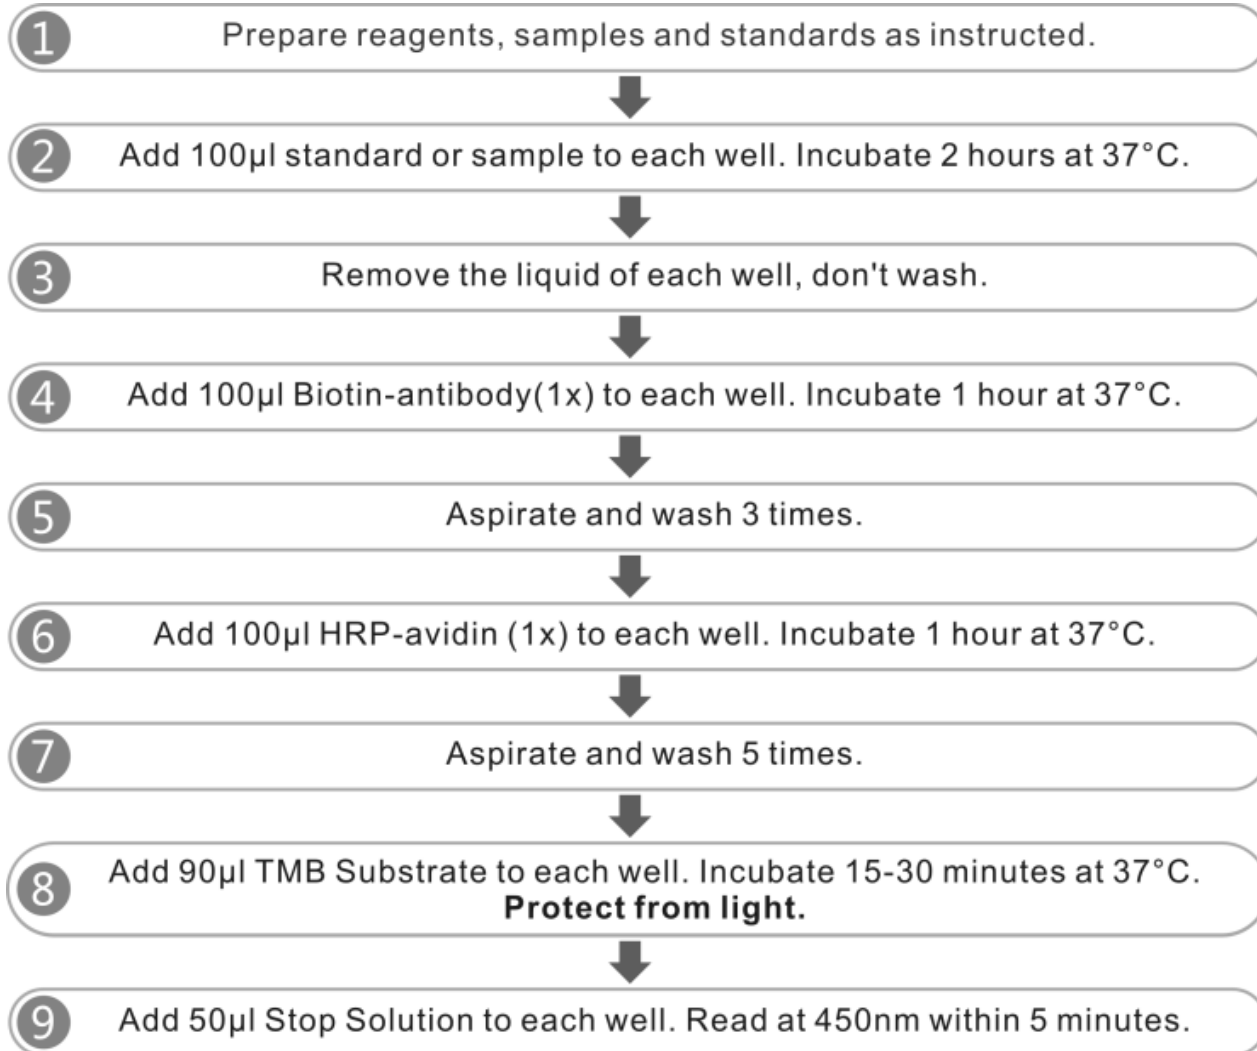 1 Prepare reagents, samples and standards as instructed.
2 Add 100µl standard or sample to each well. Incubate 2 hours at 37°C.
3 Remove the liquid of each well, don't wash.
4 Add 100µl Biotin-antibody(1x) to each well. Incubate 1 hour at 37°C.
5 Aspirate and wash 3 times.
6 Add 100µl HRP-avidin (1x) to each well. Incubate 1 hour at 37°C.
7 Aspirate and wash 5 times.
8 Add 90µl TMB Substrate to each well. Incubate 15-30 minutes at 37°C.
Protect from light.
9 Add 50µl Stop Solution to each well. Read at 450nm within 5 minutes.